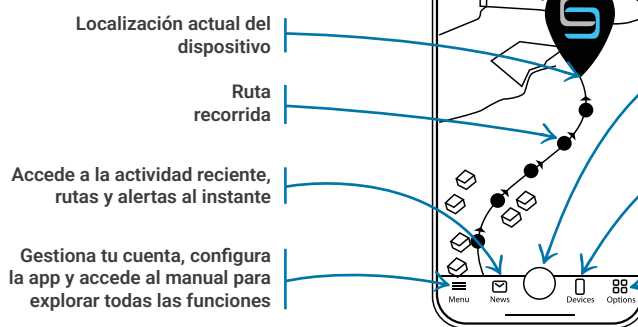 Localización actual del
dispositivo
Ruta
recorrida
Accede a la actividad reciente,
rutas y alertas al instante
Gestiona tu cuenta, configura
la app y accede al manual para
explorar todas las funciones
Menu
News
Devices
Options